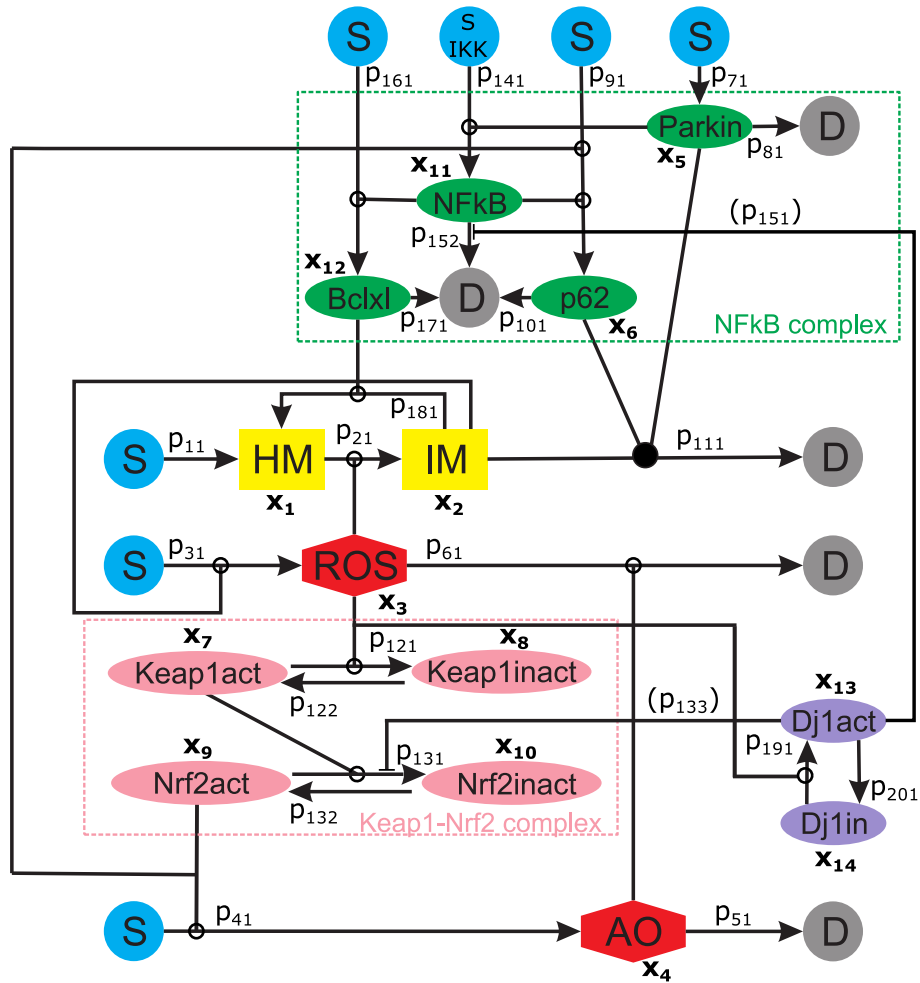 S
S
IKK
S
S
p161
p141
p91
p71
Parkin
D
x5
p81
x11
NFkB
(p151)
p152
x12
Bclxl
D
p62
p171
p101
x6
NFkB complex
p181
S
p11
HM
p21
IM
p111
D
x1
x2
S
p31
ROS
p61
D
x3
x7
p121
x8
Keap1act
Keap1inact
p122
x13
(p133)
Dj1act
x9
p131
x10
p191
Nrf2act
Nrf2inact
p132
p201
Keap1-Nrf2 complex
Dj1in
x14
S
p41
AO
p51
D
x4